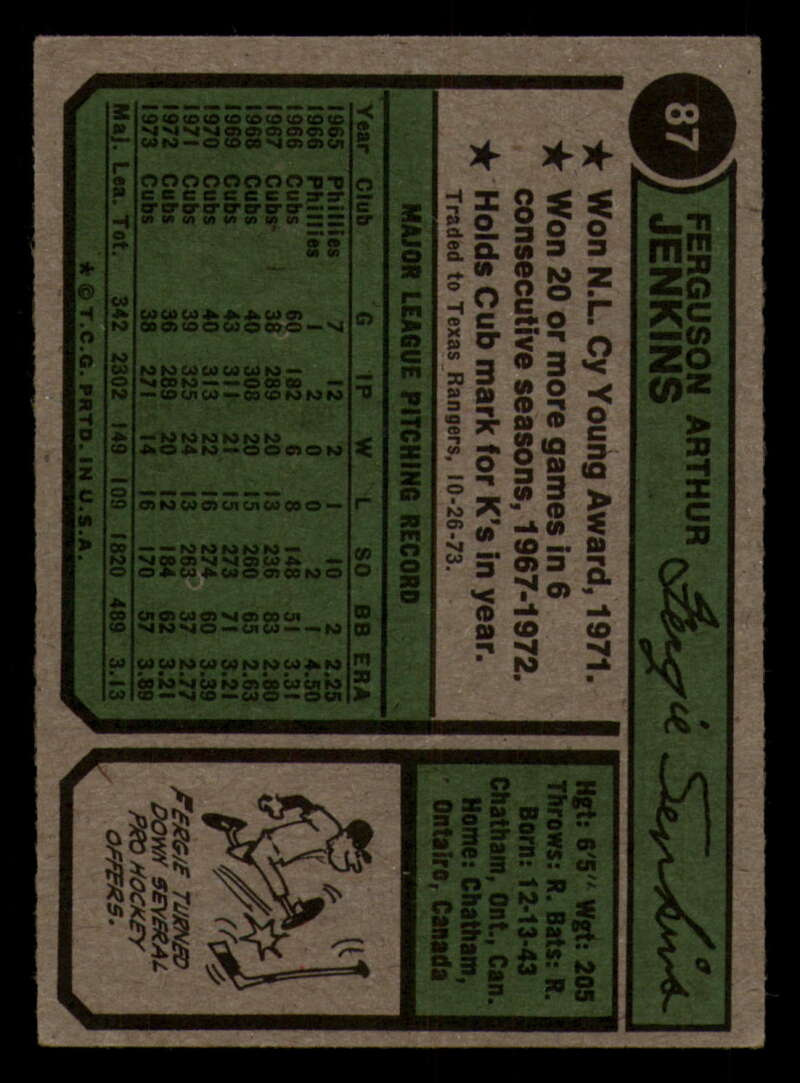 87
FERGUSON ARTHUR
JENKINS
Fergie Jenkins
★ Won N.L. Cy Young Award, 1971.
★ Won 20 or more games in 6
consecutive seasons, 1967-1972.
★ Holds Cub mark for K's in year.
Traded to Texas Rangers, 10-26-73.
MAJOR LEAGUE PITCHING RECORD
Year Club G IP W L SO BB ERA
1965 Phillies 7 12 2 1 10 2 2.25
1966 Phillies 1 2 0 0 2 1 4.50
1966 Cubs 60 182 6 8 148 51 3.31
1967 Cubs 38 289 20 13 236 83 2.80
1968 Cubs 40 308 20 15 260 65 2.63
1969 Cubs 43 311 21 15 273 71 3.21
1970 Cubs 40 313 22 16 274 60 3.39
1971 Cubs 39 325 24 13 263 37 2.77
1972 Cubs 36 289 20 12 184 62 3.21
1973 Cubs 38 271 14 16 170 57 3.89
Maj. Lea. Tot. 342 2302 149 109 1820 489 3.13
* © T.C.G. PRTD. IN U.S.A.
Hgt: 6'5" Wgt: 205
Throws: R. Bats: R.
Born: 12-13-43
Chatham, Ont., Can.
Home: Chatham,
Ontairo, Canada
FERGIE TURNED
DOWN SEVERAL
PRO HOCKEY
OFFERS.